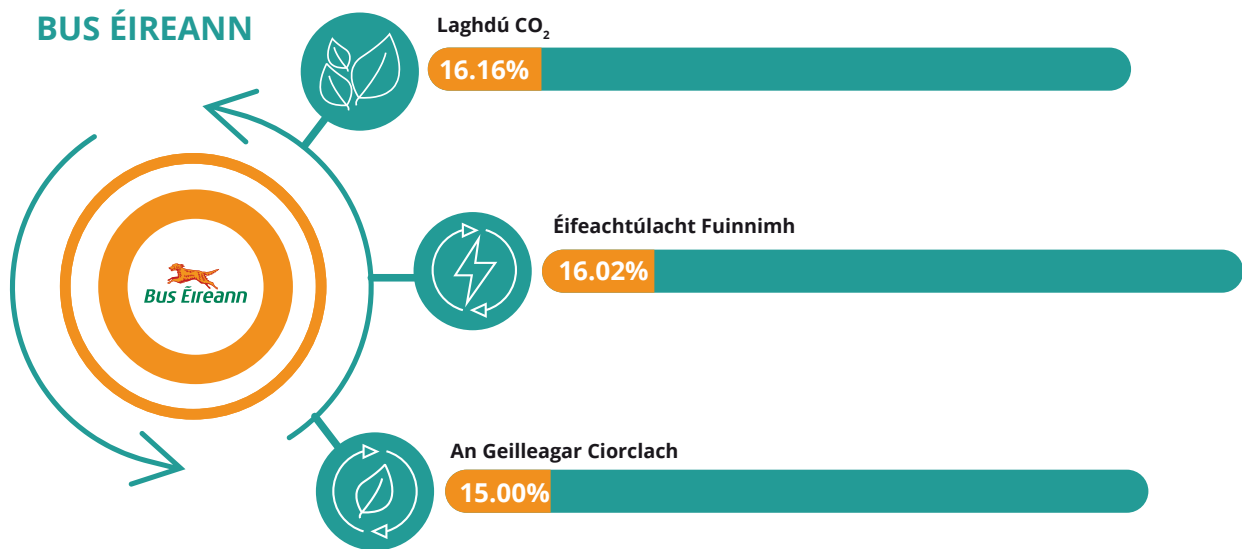 BUS ÉIREANN
Laghdú CO₂
16.16%
Bus Éireann
Éifeachtúlacht Fuinnimh
16.02%
An Geilleagar Ciorclach
15.00%